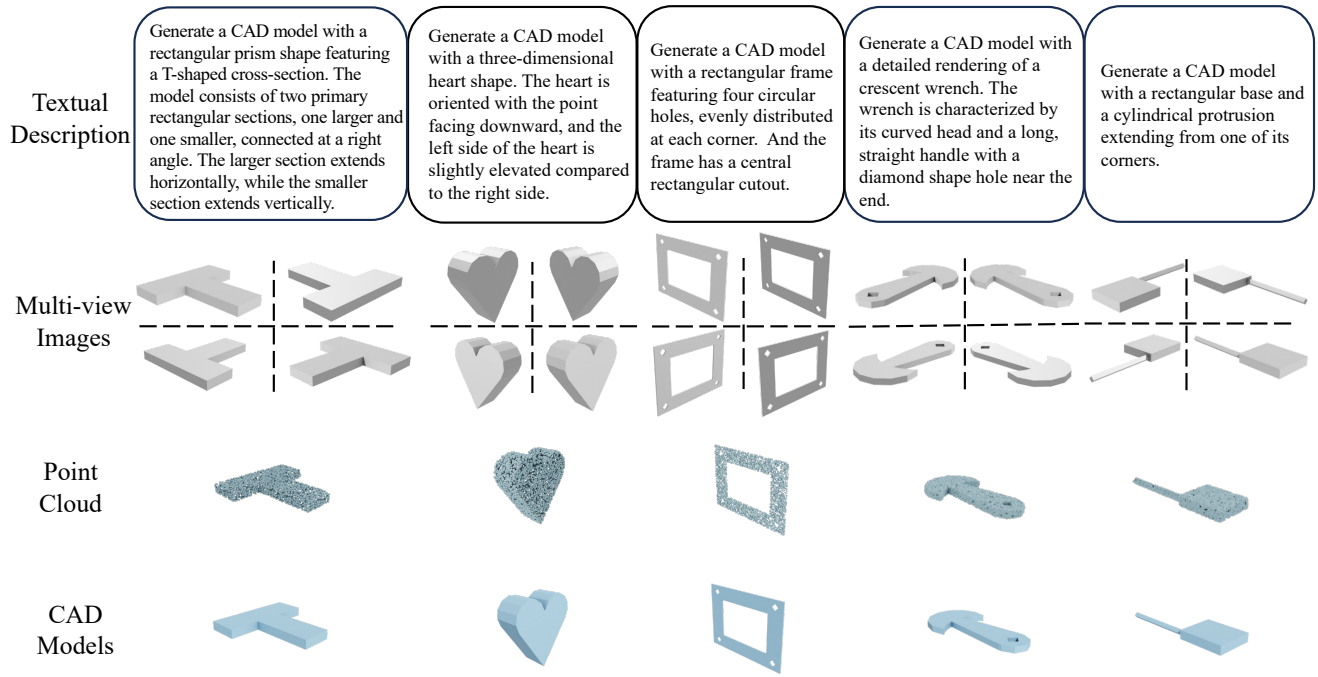 Textual
Description
Generate a CAD model with a
rectangular prism shape featuring
a T-shaped cross-section. The
model consists of two primary
rectangular sections, one larger and
one smaller, connected at a right
angle. The larger section extends
horizontally, while the smaller
section extends vertically.
Generate a CAD model
with a three-dimensional
heart shape. The heart is
oriented with the point
facing downward, and the
left side of the heart is
slightly elevated compared
to the right side.
Generate a CAD model
with a rectangular frame
featuring four circular
holes, evenly distributed
at each corner. And the
frame has a central
rectangular cutout.
Generate a CAD model with
a detailed rendering of a
crescent wrench. The
wrench is characterized by
its curved head and a long,
straight handle with a
diamond shape hole near the
end.
Generate a CAD model
with a rectangular base and
a cylindrical protrusion
extending from one of its
corners.
Multi-view
Images
Point
Cloud
CAD
Models